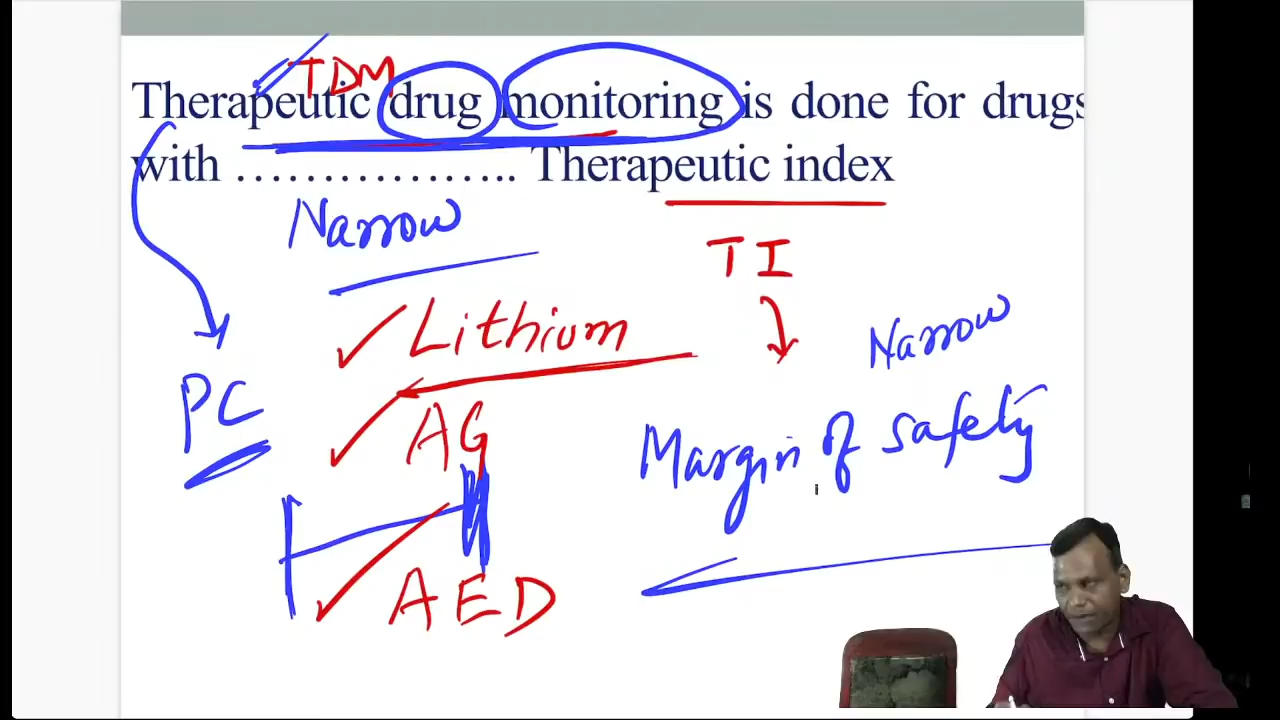 TDM
Therapeutic drug monitoring is done for drugs
with ……………….. Therapeutic index
Narrow
TI
Lithium
Narrow
PC
AG
Margin of safety
AED